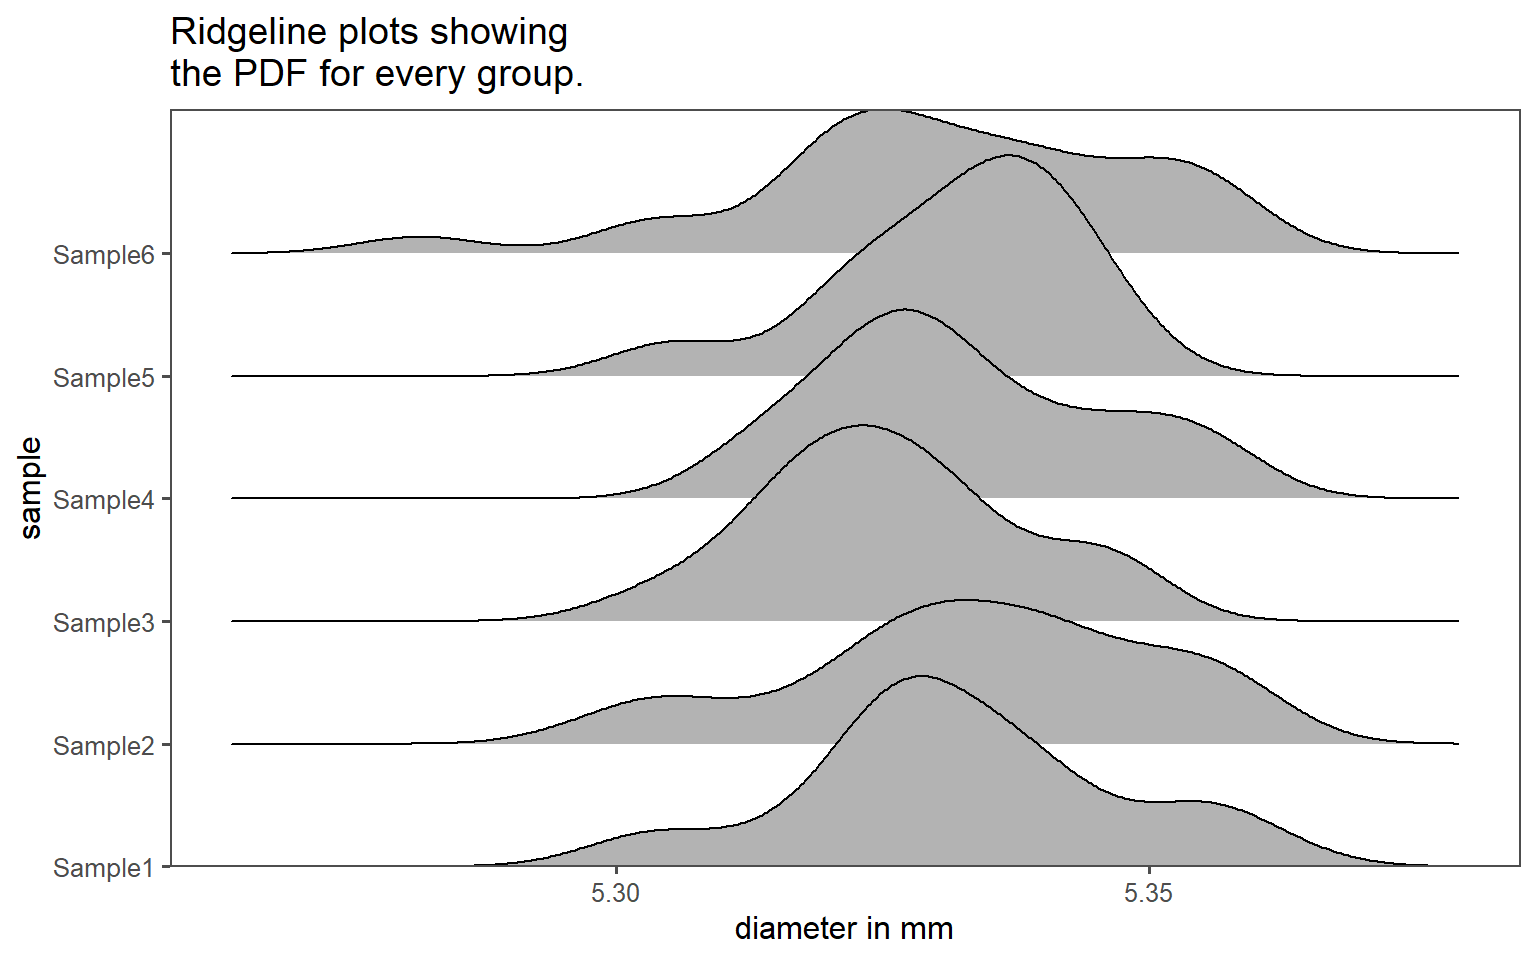 Ridgeline plots showing
the PDF for every group.
Sample6
Sample5
Sample4
Sample3
Sample2
Sample1
sample
5.30
5.35
diameter in mm